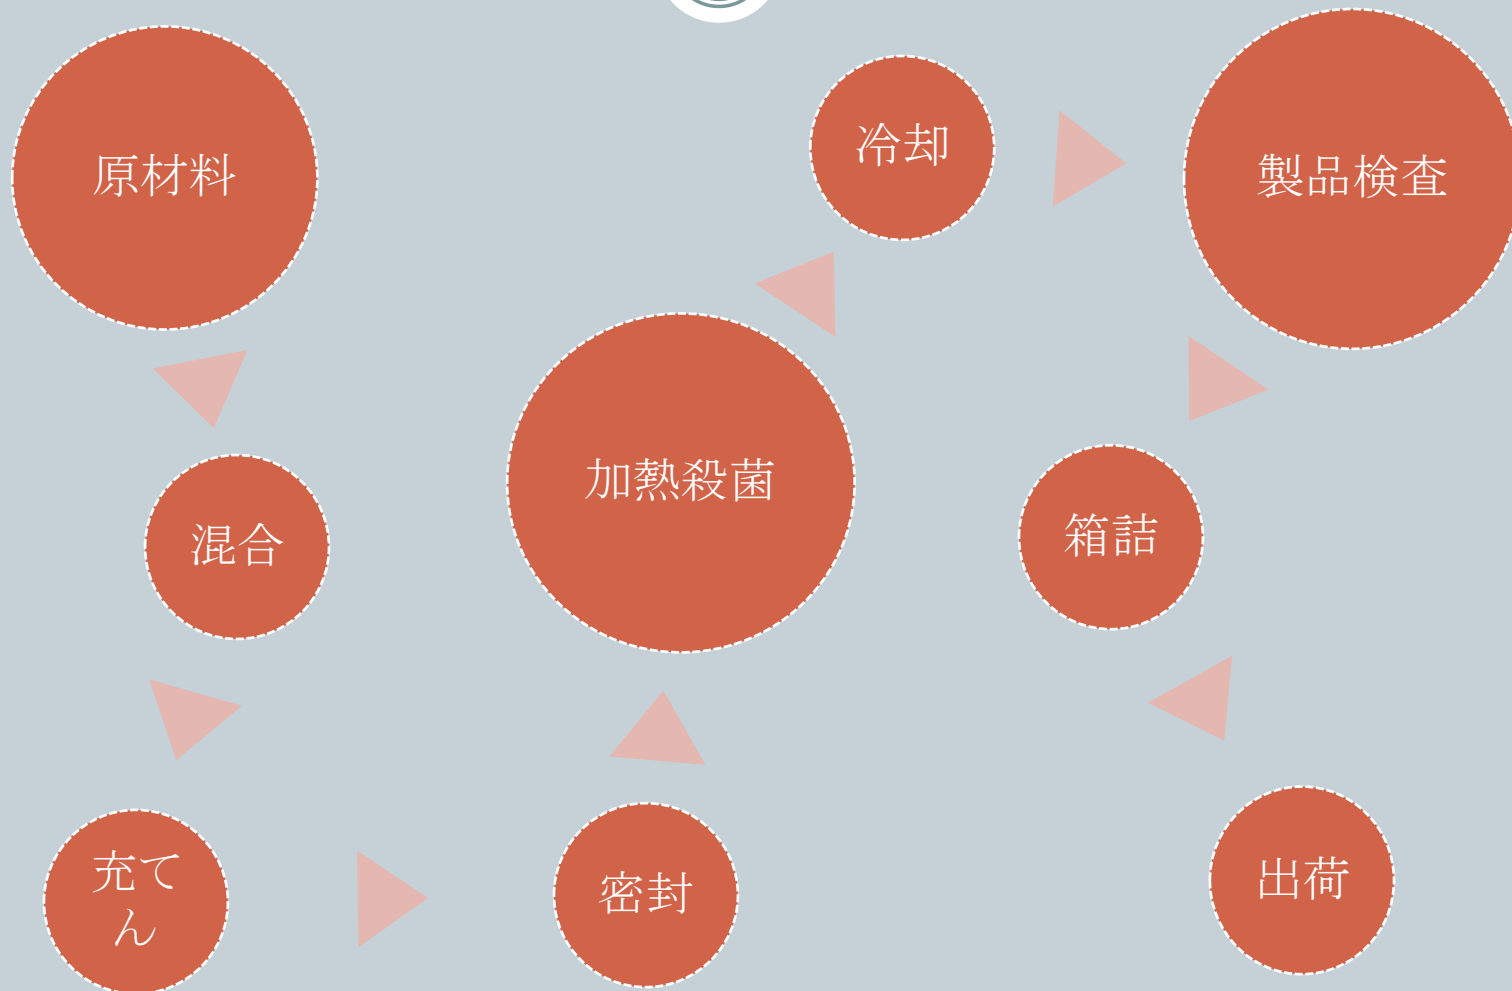 原材料
混合
充て
ん
密封
加熱殺菌
冷却
製品検査
箱詰
出荷